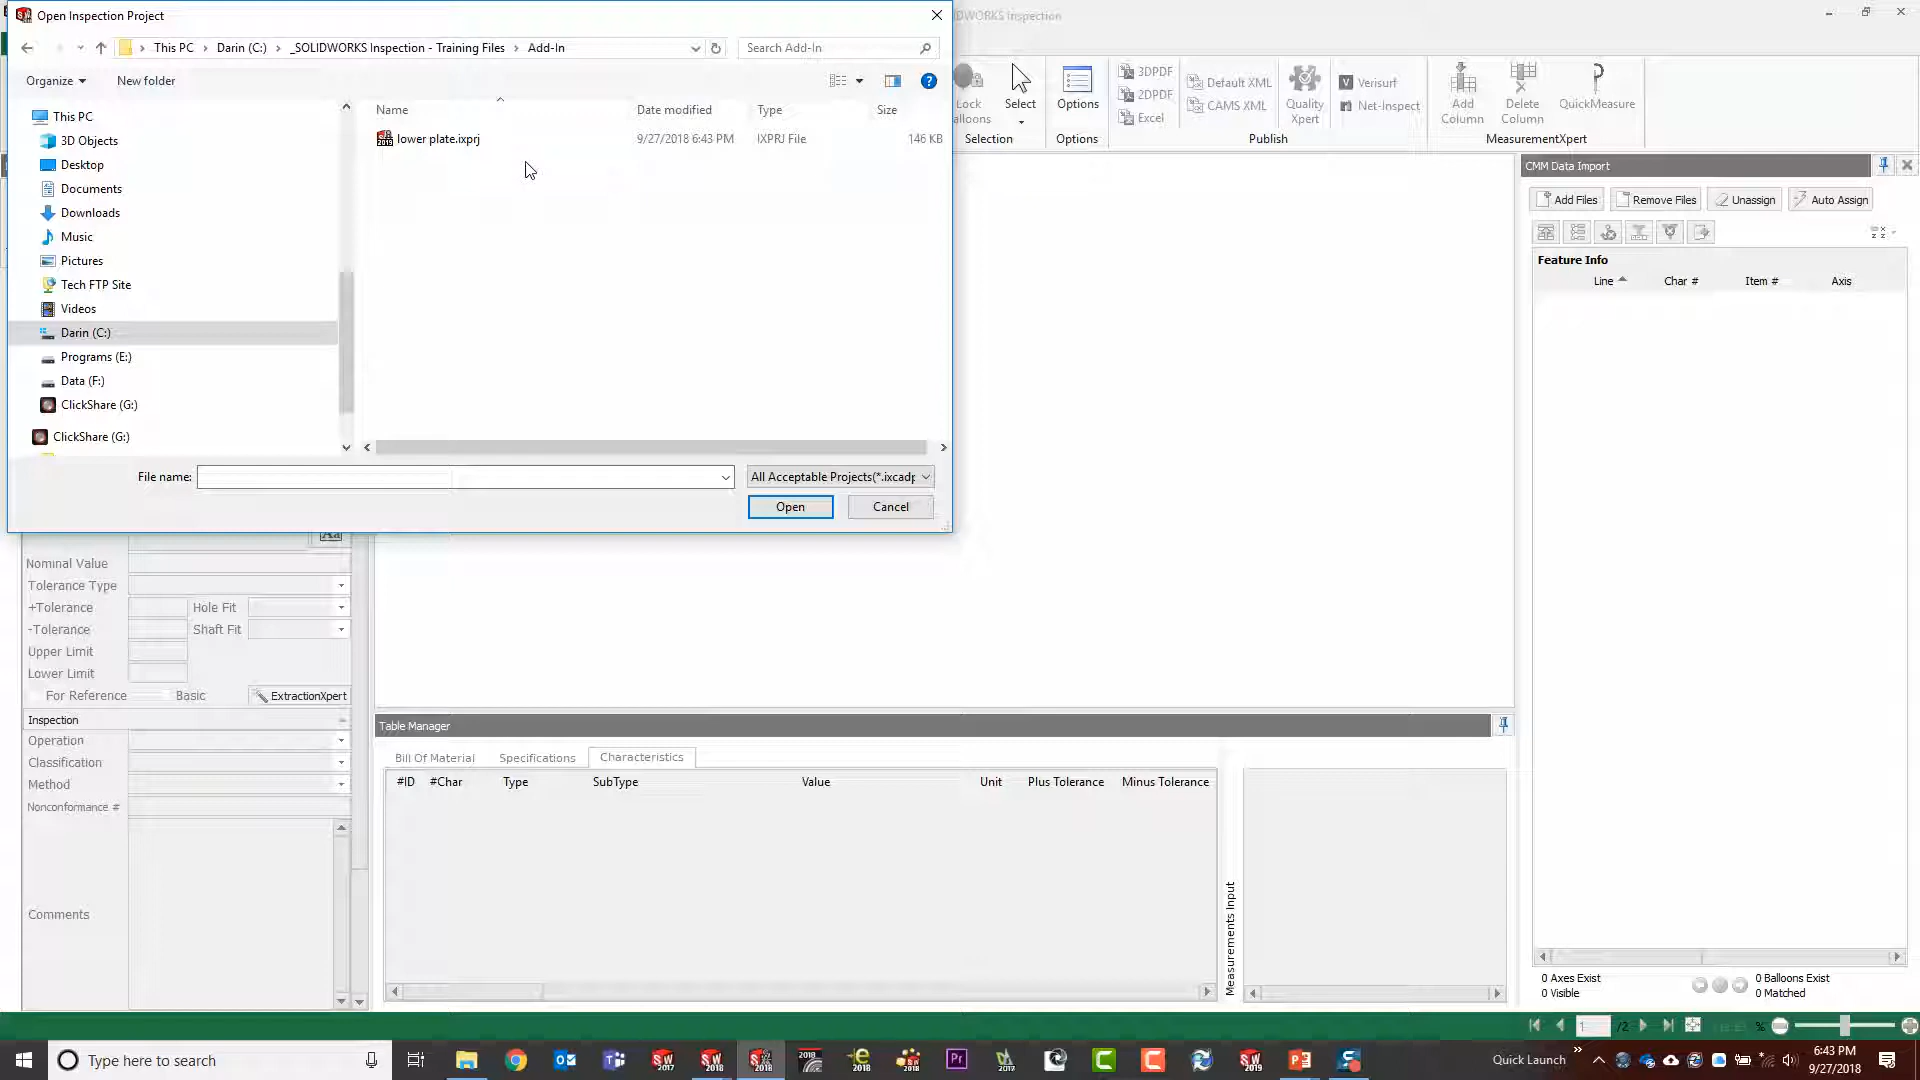 Open Inspection Project
SOLIDWORKS Inspection
This PC > Darin (C:) > _SOLIDWORKS Inspection - Training Files > Add-In
Search Add-In
Organize
New folder
Name
Date modified
Type
Size
lower plate.ixprj
9/27/2018 6:43 PM
IXPRJ File
146 KB
This PC
3D Objects
Desktop
Documents
Downloads
Music
Pictures
Tech FTP Site
Videos
Darin (C:)
Programs (E:)
Data (F:)
ClickShare (G:)
ClickShare (G:)
File name:
All Acceptable Projects(*.ixcadp
Open
Cancel
Lock
Balloons
Select
Selection
Options
Options
3DPDF
2DPDF
Excel
Default XML
CAMS XML
Quality
Xpert
Verisurf
Net-Inspect
Publish
Add
Column
Delete
Column
QuickMeasure
MeasurementXpert
CMM Data Import
Add Files
Remove Files
Unassign
Auto Assign
Feature Info
Line
Char #
Item #
Axis
Nominal Value
Tolerance Type
+Tolerance
Hole Fit
-Tolerance
Shaft Fit
Upper Limit
Lower Limit
For Reference
Basic
ExtractionXpert
Inspection
Operation
Classification
Method
Nonconformance #
Comments
Table Manager
Bill Of Material
Specifications
Characteristics
#ID
#Char
Type
SubType
Value
Unit
Plus Tolerance
Minus Tolerance
Measurements Input
0 Axes Exist
0 Visible
0 Balloons Exist
0 Matched
1
/2
%
Type here to search
Quick Launch
6:43 PM
9/27/2018